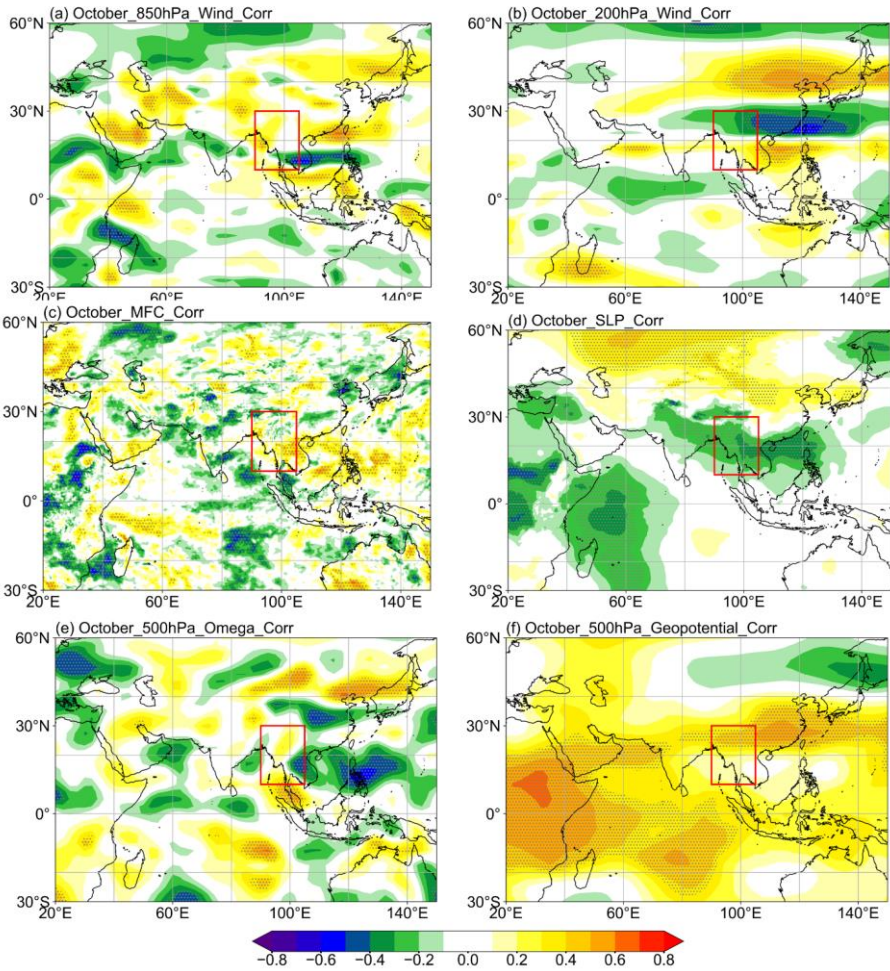 (a) October_850hPa_Wind_Corr
(b) October_200hPa_Wind_Corr
60°N
60°N
30°N
30°N
0°
0°
30°S
30°S
20°E 60°E 100°E 140°E
20°E 60°E 100°E 140°E
(c) October_MFC_Corr
(d) October_SLP_Corr
60°N
60°N
30°N
30°N
0°
0°
30°S
30°S
20°E 60°E 100°E 140°E
20°E 60°E 100°E 140°E
(e) October_500hPa_Omega_Corr
(f) October_500hPa_Geopotential_Corr
60°N
60°N
30°N
30°N
0°
0°
30°S
30°S
20°E 60°E 100°E 140°E
20°E 60°E 100°E 140°E
−0.8 −0.6 −0.4 −0.2 0.0 0.2 0.4 0.6 0.8